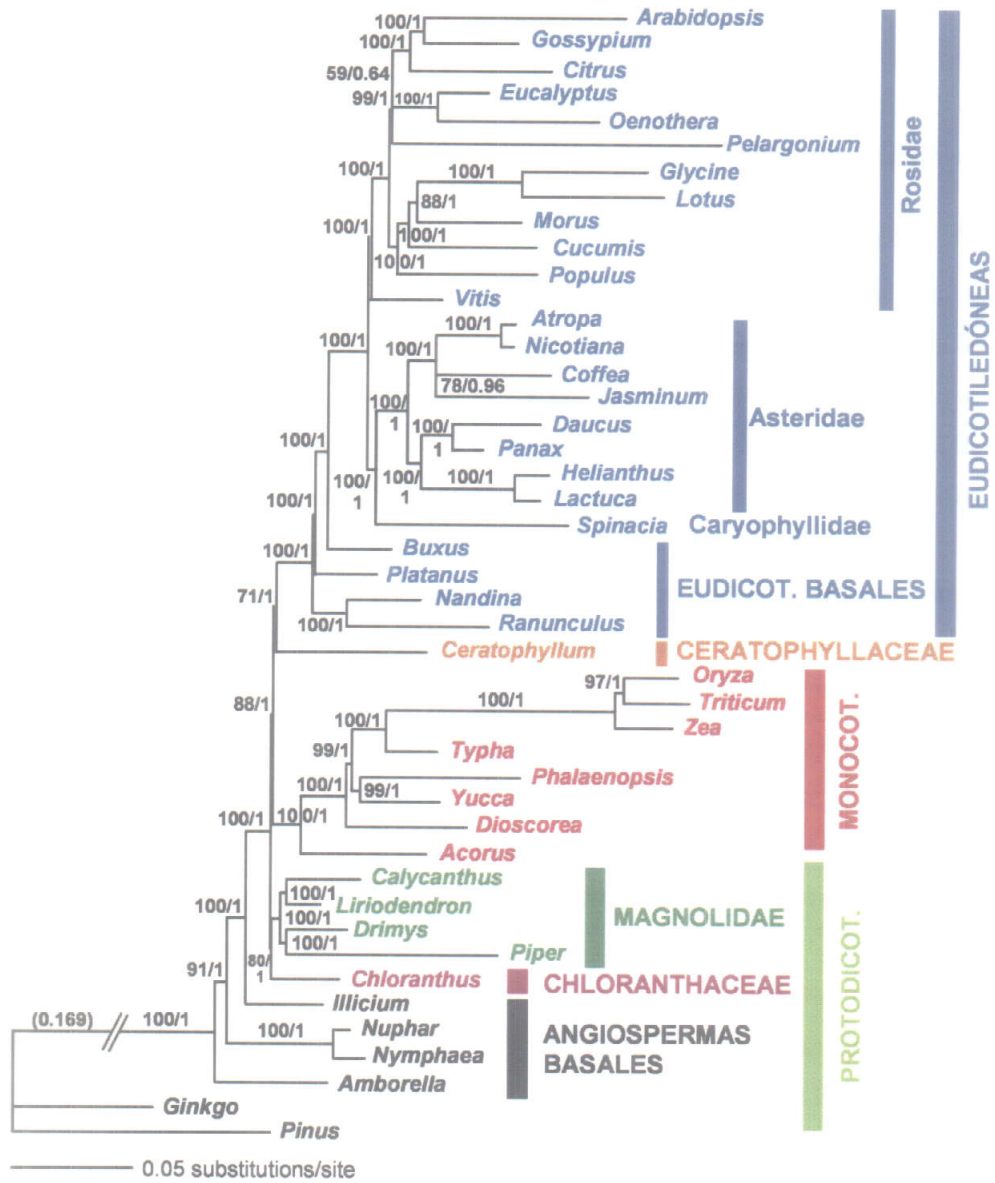 Arabidopsis
100/1
Gossypium
100/1
Citrus
59/0.64
Eucalyptus
99/1
100/1
Oenothera
Pelargonium
Rosidae
100/1
Glycine
100/1
Lotus
88/1
Morus
100/1
100/1
Cucumis
100/1
Populus
Vitis
EUDICOTILEDÓNEAS
Atropa
100/1
Nicotiana
100/1
100/1
Coffea
78/0.96
Jasminum
100/
1
Asteridae
Daucus
100/
1
Panax
100/1
Helianthus
100/1
100/
1
100/
1
Lactuca
Spinacia
Caryophyllidae
100/1
Buxus
100/1
Platanus
EUDICOT. BASALES
71/1
Nandina
100/1
Ranunculus
Ceratophyllum
CERATOPHYLLACEAE
88/1
97/1
Oryza
100/1
Triticum
100/1
Zea
99/1
Typha
MONOCOT.
100/1
Phalaenopsis
99/1
Yucca
100/1
100/1
Dioscorea
Acorus
Calycanthus
100/1
Liriodendron
MAGNOLIDAE
100/1
100/1
Drimys
100/1
Piper
91/1
80/
1
Chloranthus
CHLORANTHACEAE
PROTODICOT.
Illicium
(0.169)
100/1
100/1
Nuphar
ANGIOSPERMAS
BASALES
Nymphaea
Amborella
Ginkgo
Pinus
0.05 substitutions/site